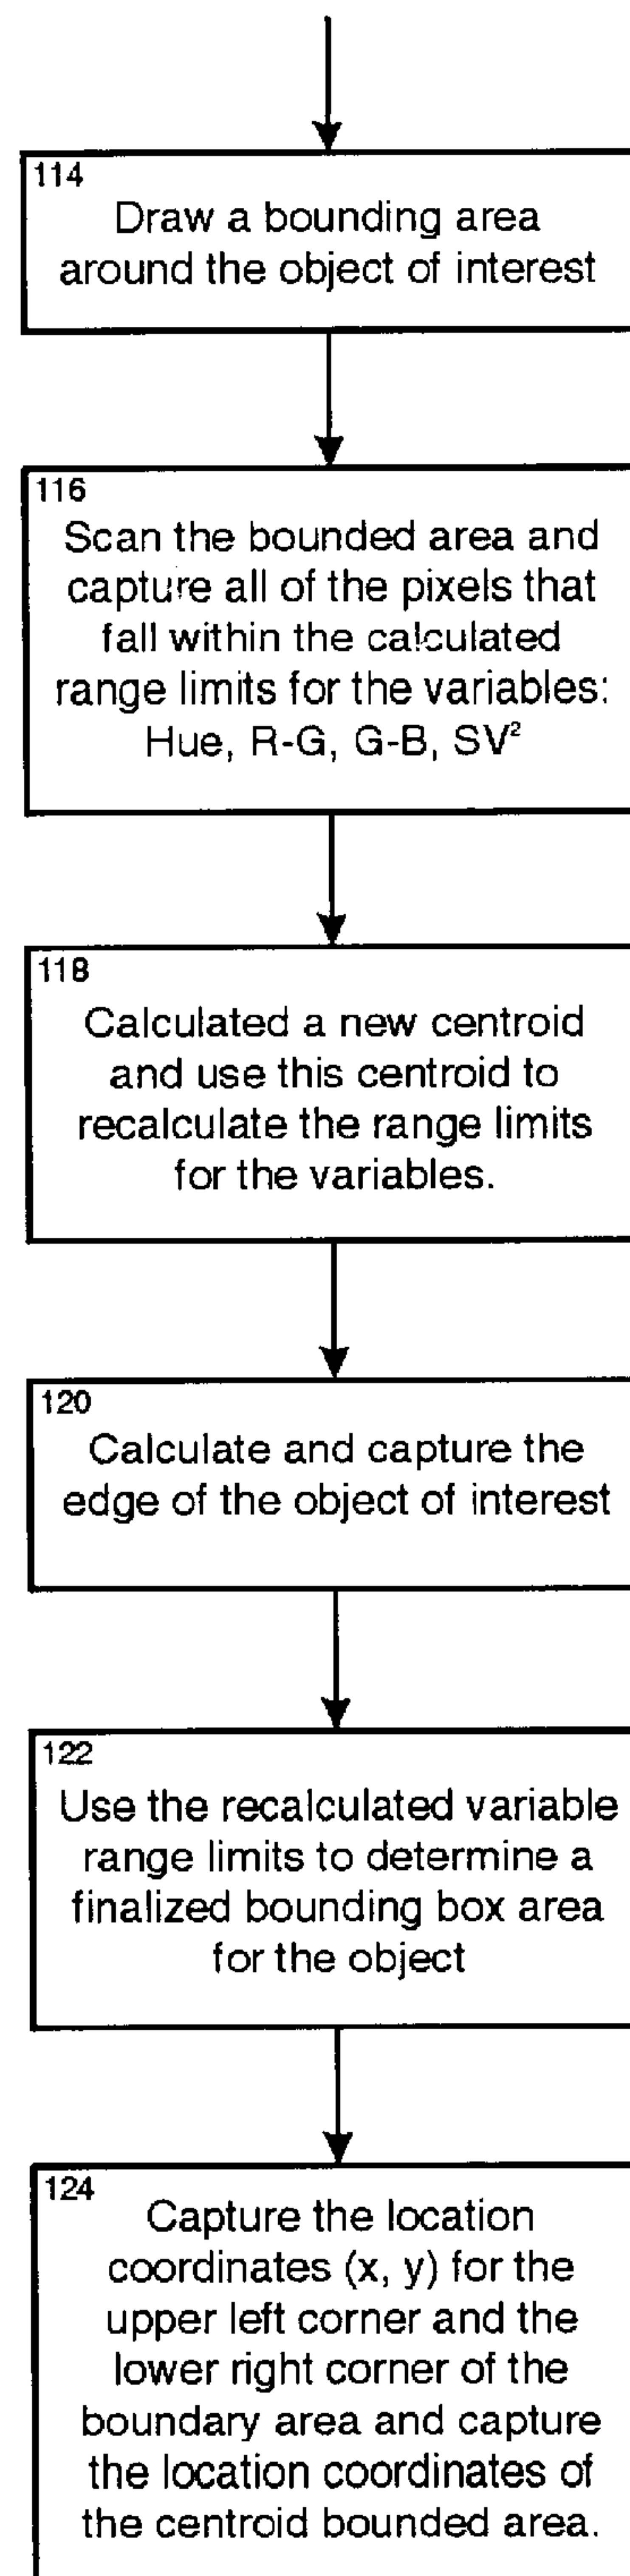 114
Draw a bounding area
around the object of interest
116
Scan the bounded area and
capture all of the pixels that
fall within the calculated
range limits for the variables:
Hue, R-G, G-B, SV²
118
Calculated a new centroid
and use this centroid to
recalculate the range limits
for the variables.
120
Calculate and capture the
edge of the object of interest
122
Use the recalculated variable
range limits to determine a
finalized bounding box area
for the object
124
Capture the location
coordinates (x, y) for the
upper left corner and the
lower right corner of the
boundary area and capture
the location coordinates of
the centroid bounded area.